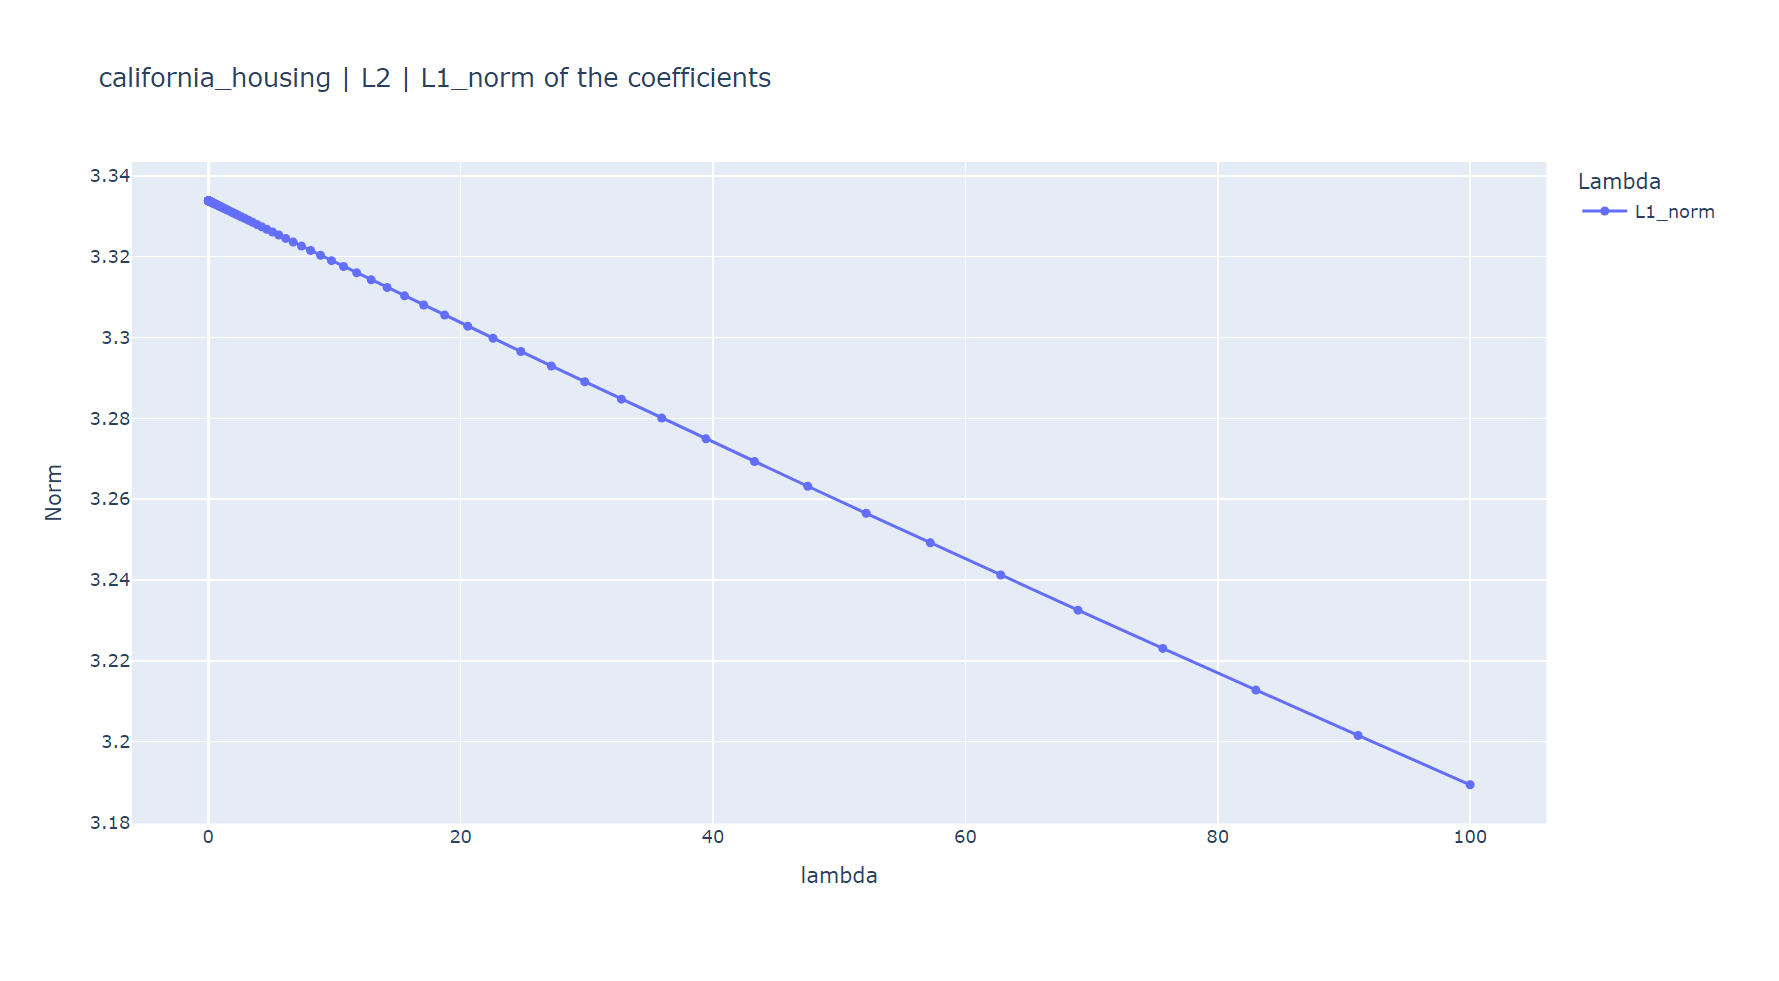 california_housing | L2 | L1_norm of the coefficients
Lambda
L1_norm
Norm
3.34
3.32
3.3
3.28
3.26
3.24
3.22
3.2
3.18
0 20 40 60 80 100
lambda